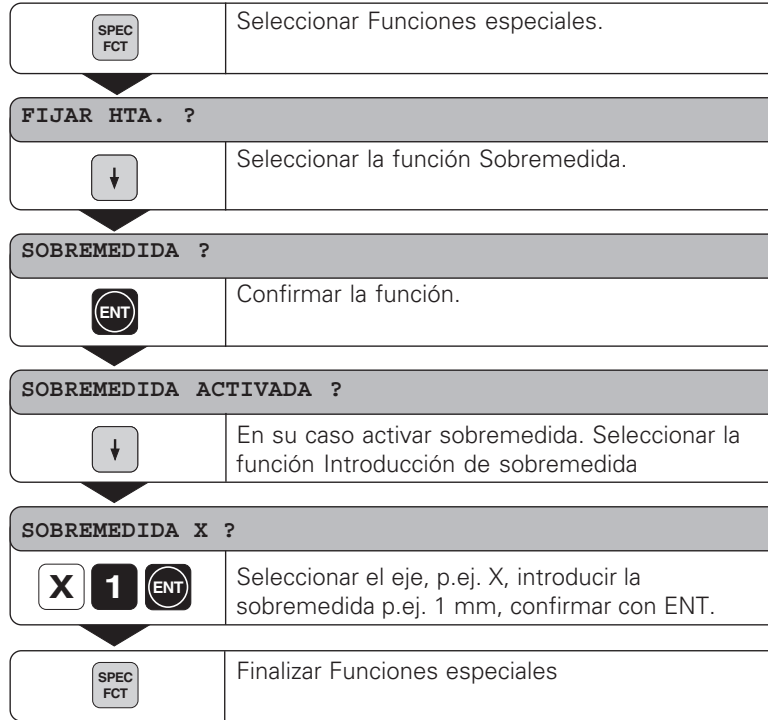 SPEC
FCT
Seleccionar Funciones especiales.
FIJAR HTA. ?
Seleccionar la función Sobremedida.
SOBREMEDIDA ?
ENT
Confirmar la función.
SOBREMEDIDA ACTIVADA ?
En su caso activar sobremedida. Seleccionar la
función Introducción de sobremedida
SOBREMEDIDA X ?
X 1 ENT
Seleccionar el eje, p.ej. X, introducir la
sobremedida p.ej. 1 mm, confirmar con ENT.
SPEC
FCT
Finalizar Funciones especiales